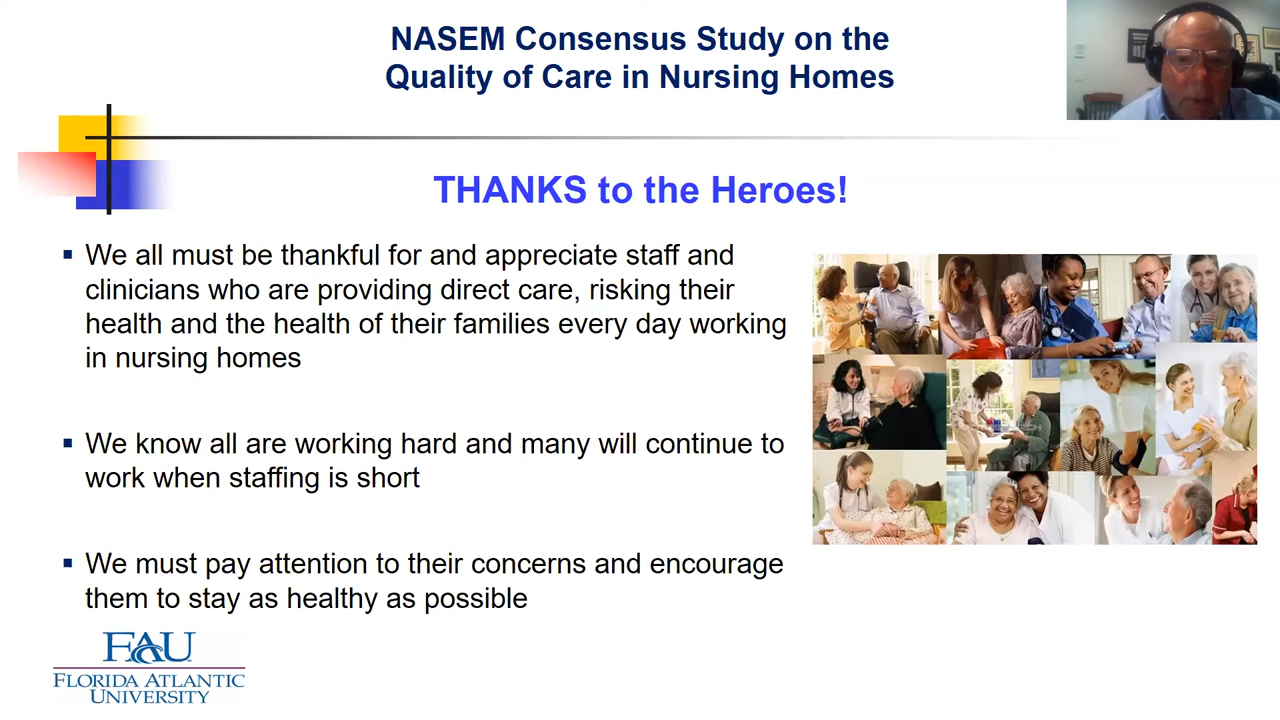 NASEM Consensus Study on the
Quality of Care in Nursing Homes
THANKS to the Heroes!
▪ We all must be thankful for and appreciate staff and
clinicians who are providing direct care, risking their
health and the health of their families every day working
in nursing homes
▪ We know all are working hard and many will continue to
work when staffing is short
▪ We must pay attention to their concerns and encourage
them to stay as healthy as possible
FAU
FLORIDA ATLANTIC
UNIVERSITY